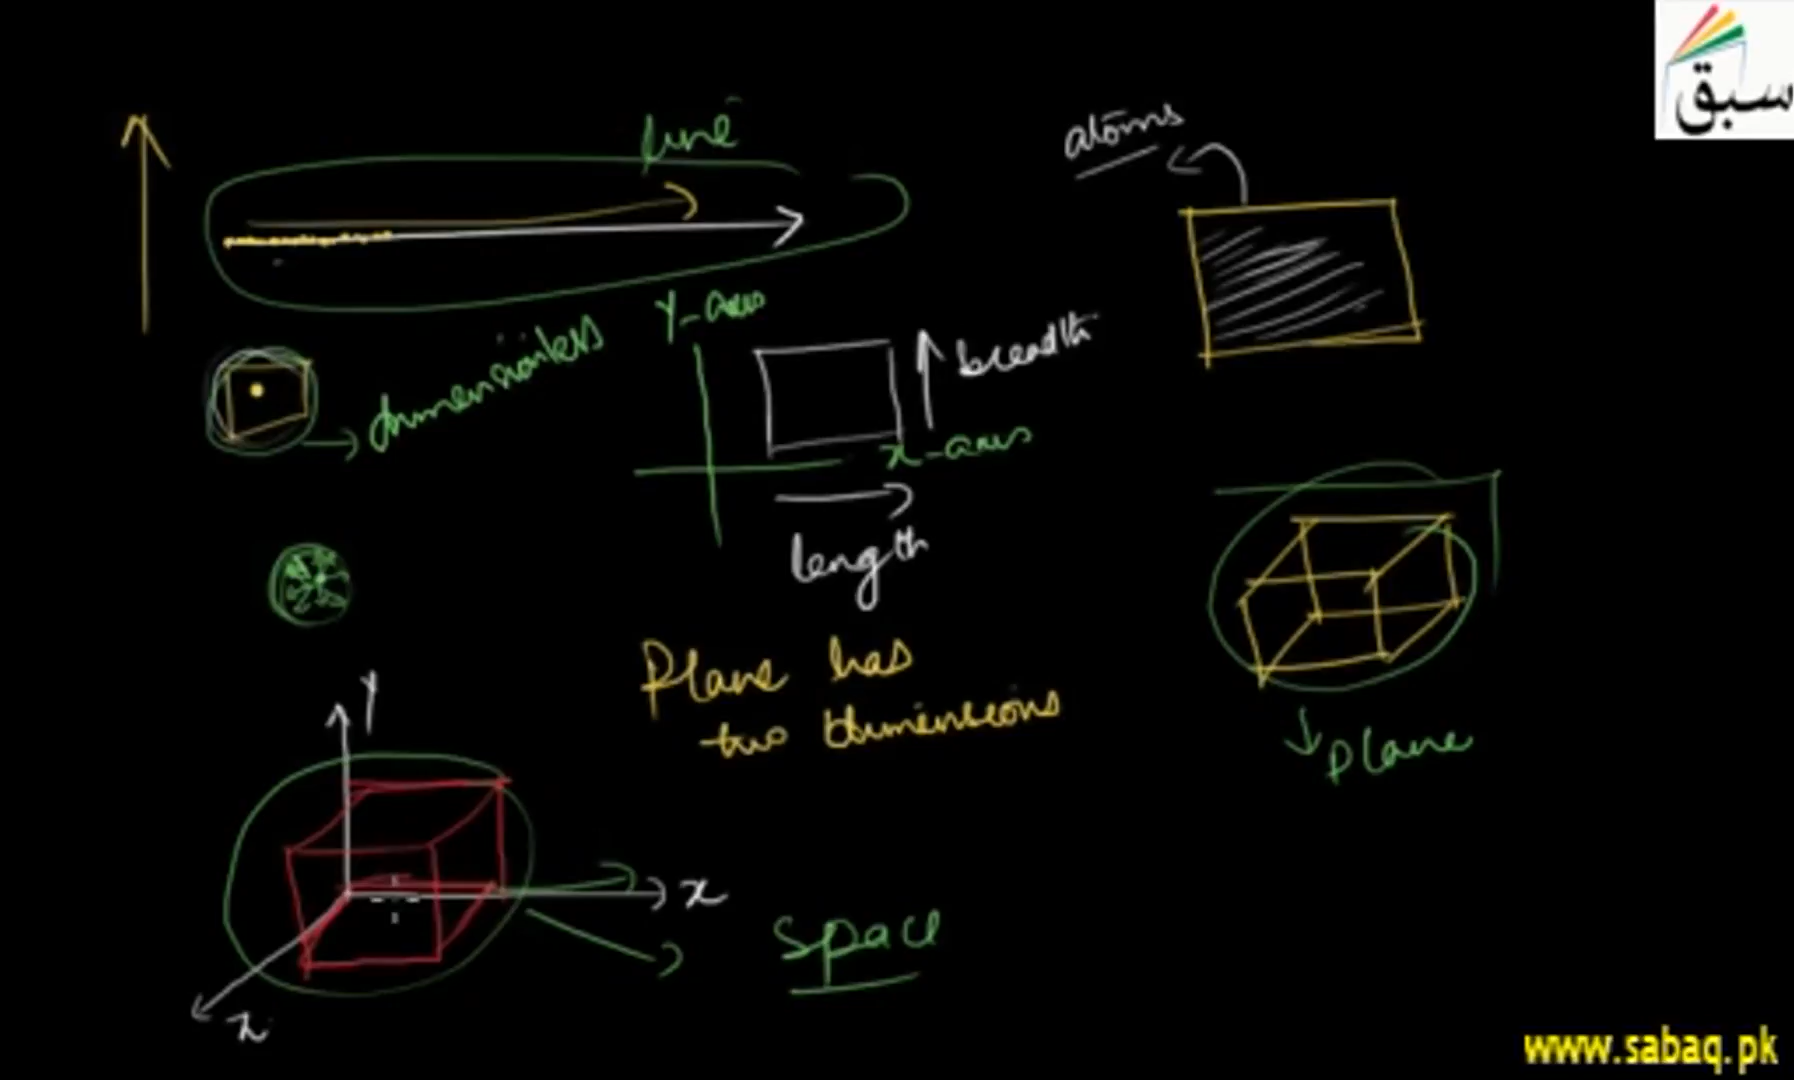 سبق
line
atoms
Y-axis
dimensionless
breadth
x-axis
length
Plane has
two dimensions
Plane
Y
x
Space
z
www.sabaq.pk